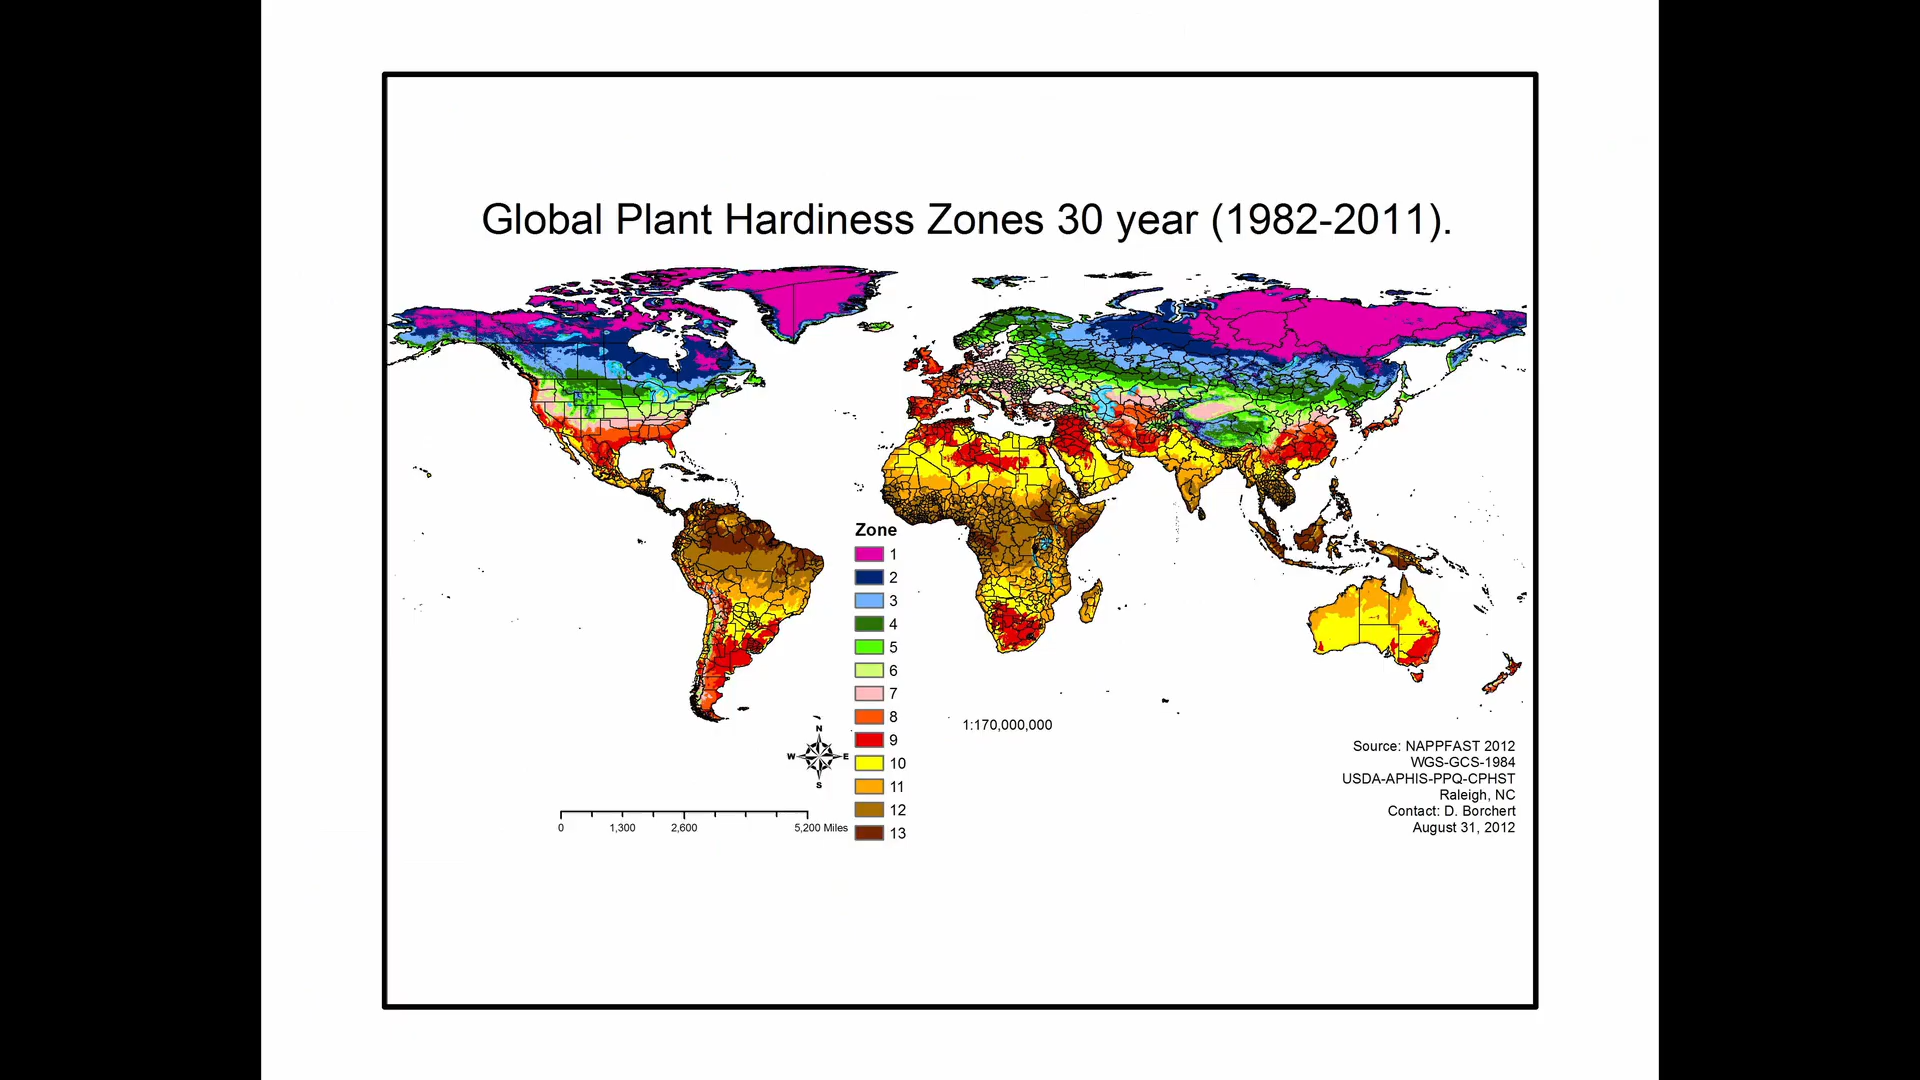 Global Plant Hardiness Zones 30 year (1982-2011).
Zone
1
2
3
4
5
6
7
8
9
10
11
12
13
N
W E
S
0 1,300 2,600 5,200 Miles
1:170,000,000
Source: NAPPFAST 2012
WGS-GCS-1984
USDA-APHIS-PPQ-CPHST
Raleigh, NC
Contact: D. Borchert
August 31, 2012